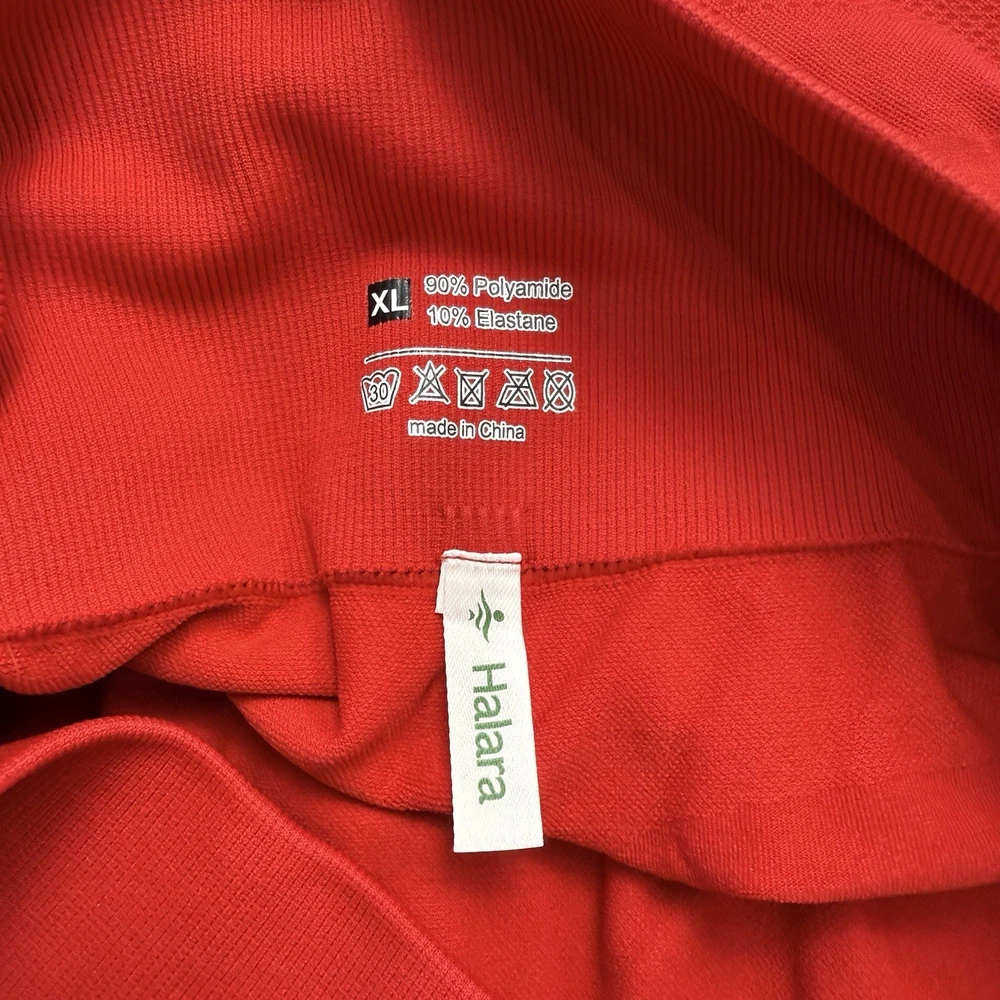 XL 90% Polyamide
10% Elastane
30
made in China
Halara